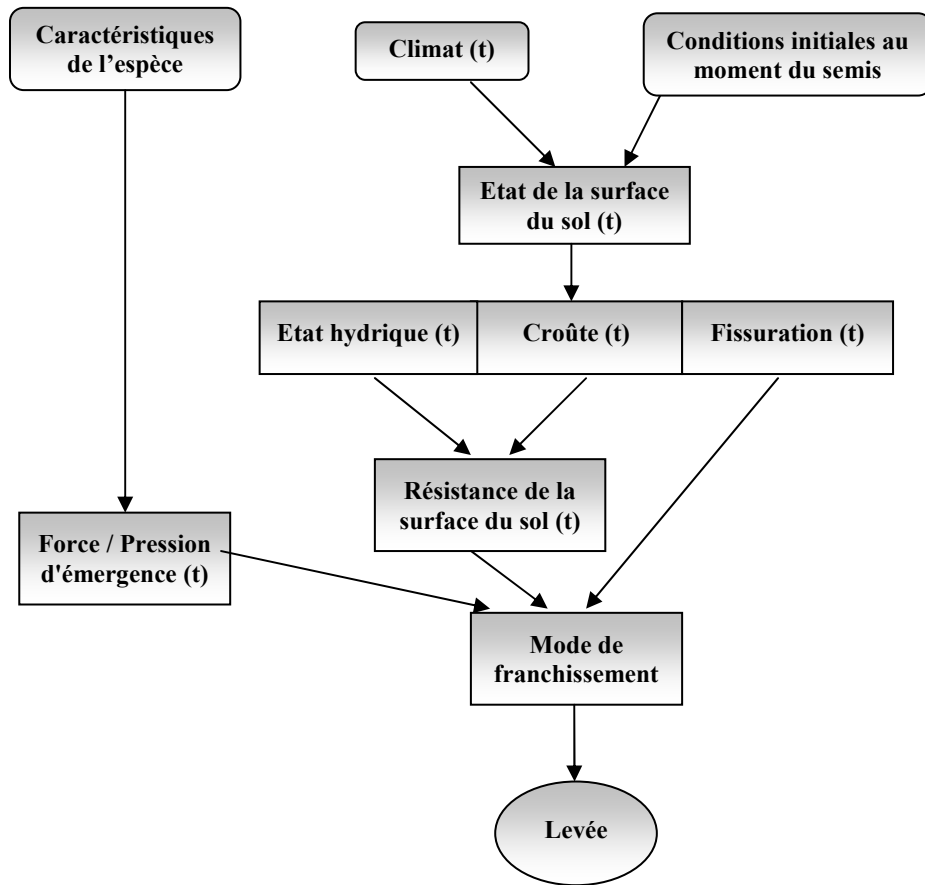 Caractéristiques
de l’espèce
Climat (t)
Conditions initiales au
moment du semis
Etat de la surface
du sol (t)
Etat hydrique (t)
Croûte (t)
Fissuration (t)
Résistance de la
surface du sol (t)
Force / Pression
d'émergence (t)
Mode de
franchissement
Levée